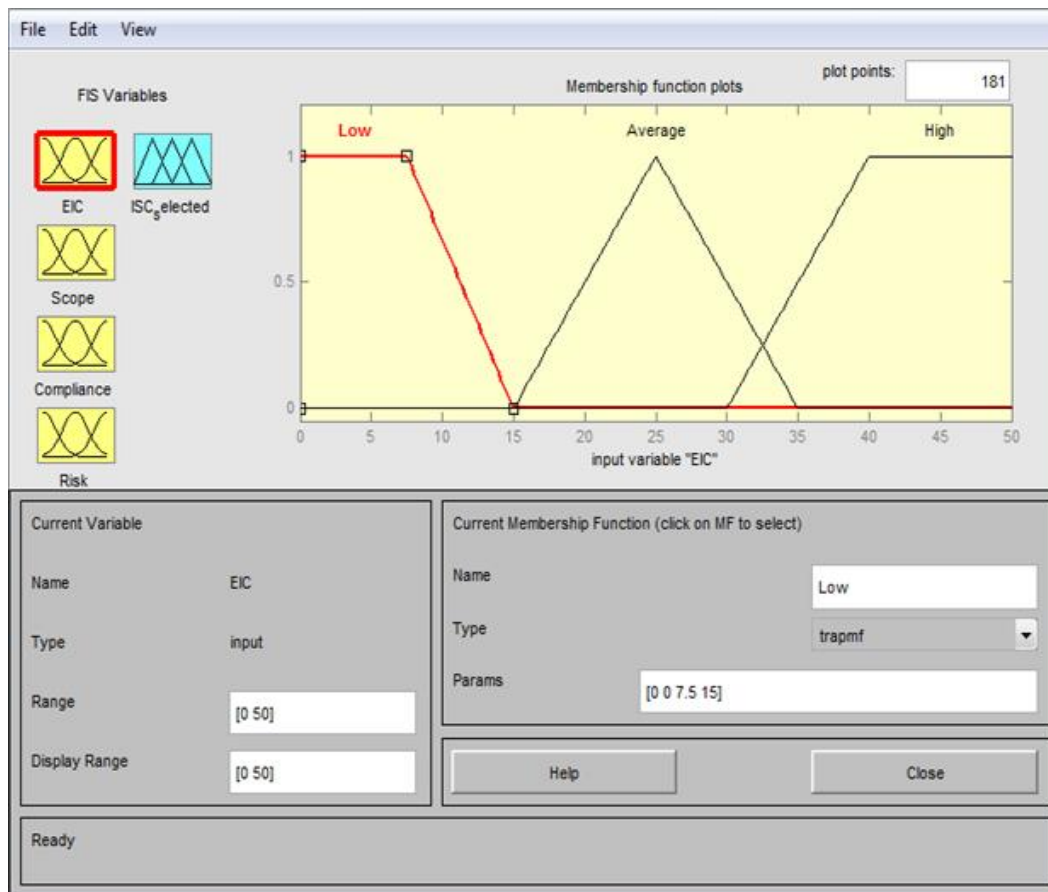 File Edit View
FIS Variables
EIC
ISCselected
Scope
Compliance
Risk
Membership function plots
plot points:
181
Low
Average
High
1
0.5
0
0 5 10 15 20 25 30 35 40 45 50
input variable "EIC"
Current Variable
Name EIC
Type input
Range [0 50]
Display Range [0 50]
Current Membership Function (click on MF to select)
Name Low
Type trapmf
Params [0 0 7.5 15]
Help Close
Ready